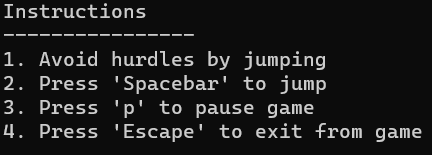 Instructions
----------------
1. Avoid hurdles by jumping
2. Press 'Spacebar' to jump
3. Press 'p' to pause game
4. Press 'Escape' to exit from game